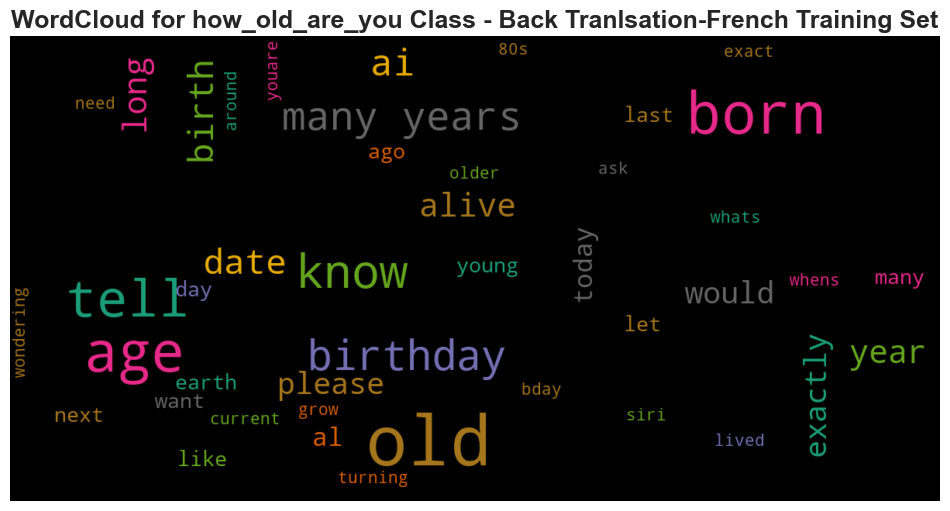 WordCloud for how_old_are_you Class - Back Tranlsation-French Training Set
80s
exact
long
birth
around
youare
ai
need
many years
last
born
ago
older
ask
alive
whats
today
date
know
young
tell
day
would
whens
many
wondering
let
age
birthday
exactly
year
earth
please
want
bday
next
current
grow
siri
al
old
lived
like
turning